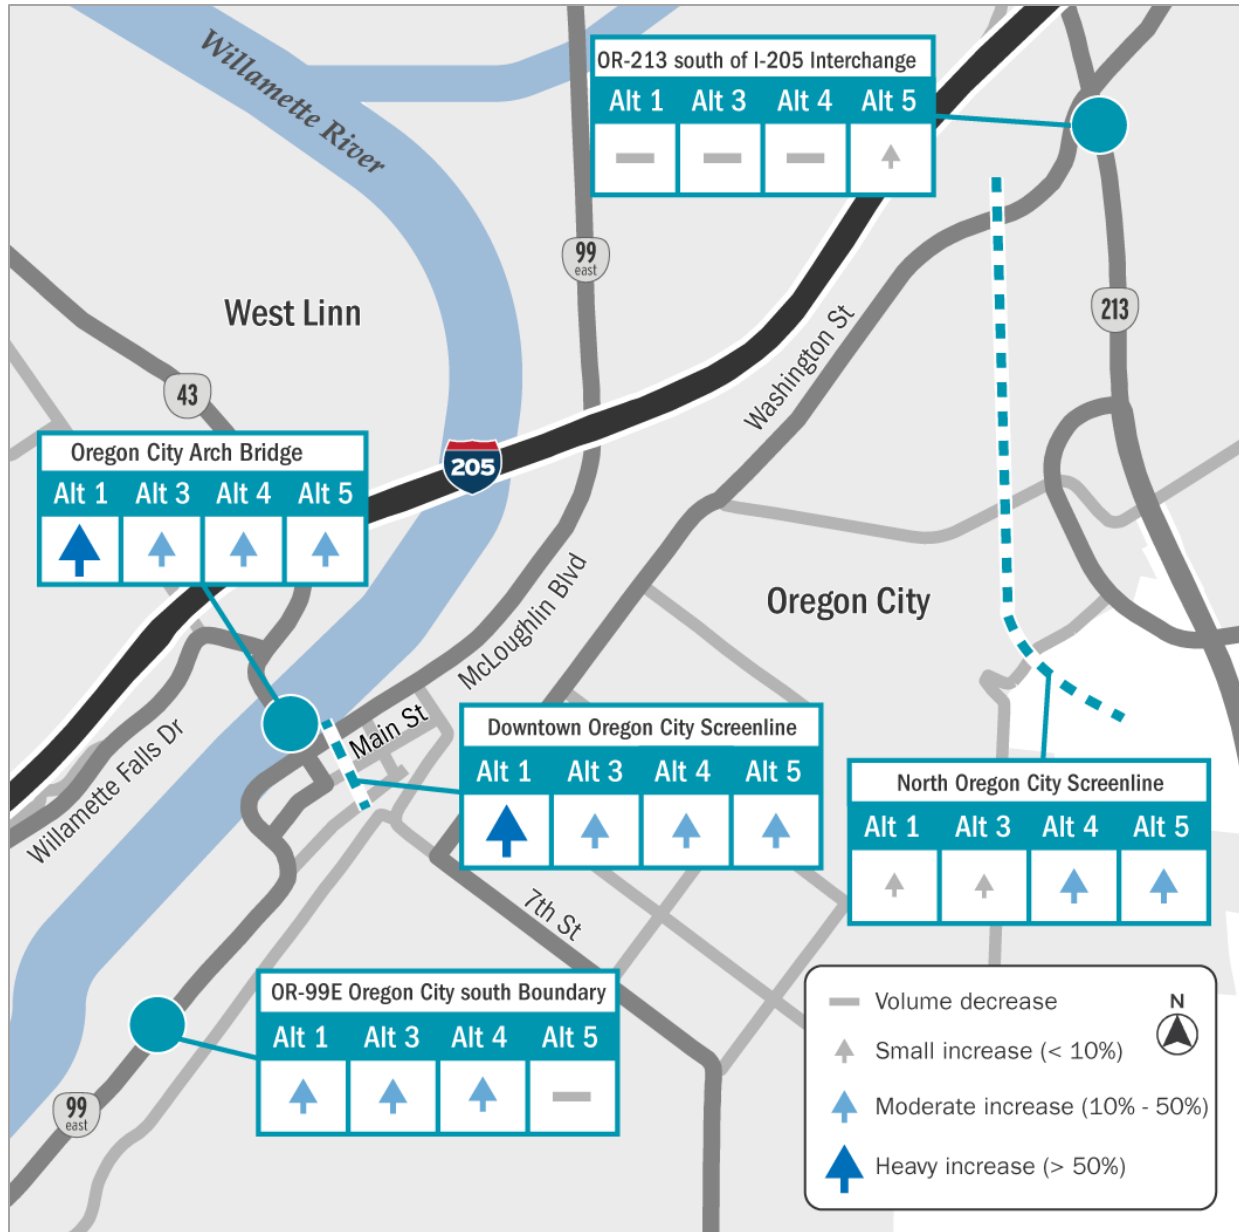 Willamette River
OR-213 south of I-205 Interchange
Alt 1 Alt 3 Alt 4 Alt 5
99
east
West Linn
Washington St
213
43
Oregon City Arch Bridge
Alt 1 Alt 3 Alt 4 Alt 5
205
McLoughlin Blvd
Oregon City
Main St
Willamette Falls Dr
Downtown Oregon City Screenline
Alt 1 Alt 3 Alt 4 Alt 5
North Oregon City Screenline
Alt 1 Alt 3 Alt 4 Alt 5
7th St
OR-99E Oregon City south Boundary
Alt 1 Alt 3 Alt 4 Alt 5
99
east
Volume decrease
N
Small increase (< 10%)
Moderate increase (10% - 50%)
Heavy increase (> 50%)